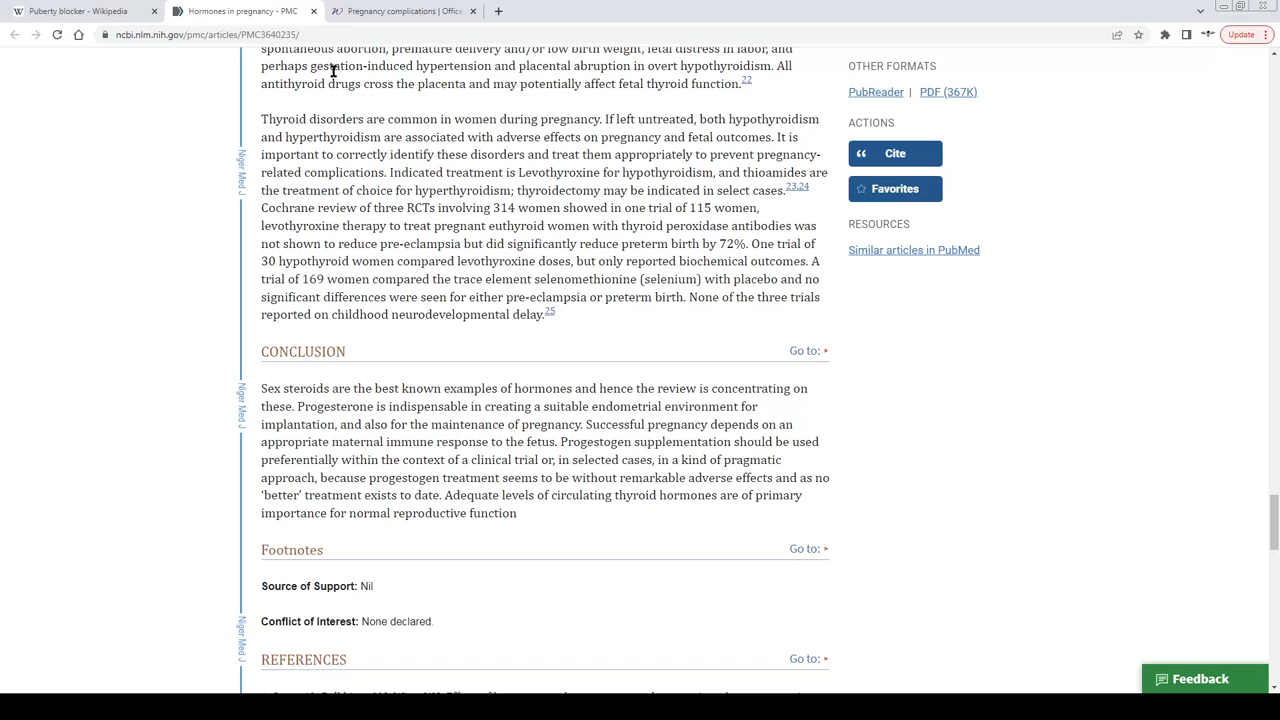 Puberty blocker - Wikipedia
Hormones in pregnancy - PMC
Pregnancy complications | Office
ncbi.nlm.nih.gov/pmc/articles/PMC3640235/
Update
spontaneous abortion, premature delivery and/or low birth weight, fetal distress in labor, and
perhaps gestation-induced hypertension and placental abruption in overt hypothyroidism. All
antithyroid drugs cross the placenta and may potentially affect fetal thyroid function.22
Thyroid disorders are common in women during pregnancy. If left untreated, both hypothyroidism
and hyperthyroidism are associated with adverse effects on pregnancy and fetal outcomes. It is
important to correctly identify these disorders and treat them appropriately to prevent pregnancy-
related complications. Indicated treatment is Levothyroxine for hypothyroidism, and thioamides are
the treatment of choice for hyperthyroidism; thyroidectomy may be indicated in select cases.23,24
Cochrane review of three RCTs involving 314 women showed in one trial of 115 women,
levothyroxine therapy to treat pregnant euthyroid women with thyroid peroxidase antibodies was
not shown to reduce pre-eclampsia but did significantly reduce preterm birth by 72%. One trial of
30 hypothyroid women compared levothyroxine doses, but only reported biochemical outcomes. A
trial of 169 women compared the trace element selenomethionine (selenium) with placebo and no
significant differences were seen for either pre-eclampsia or preterm birth. None of the three trials
reported on childhood neurodevelopmental delay.25
CONCLUSION
Go to:
Sex steroids are the best known examples of hormones and hence the review is concentrating on
these. Progesterone is indispensable in creating a suitable endometrial environment for
implantation, and also for the maintenance of pregnancy. Successful pregnancy depends on an
appropriate maternal immune response to the fetus. Progestogen supplementation should be used
preferentially within the context of a clinical trial or, in selected cases, in a kind of pragmatic
approach, because progestogen treatment seems to be without remarkable adverse effects and as no
‘better’ treatment exists to date. Adequate levels of circulating thyroid hormones are of primary
importance for normal reproductive function
Footnotes
Go to:
Source of Support: Nil
Conflict of Interest: None declared.
REFERENCES
Go to:
Niger Med J
Niger Med J
Niger Med J
OTHER FORMATS
PubReader | PDF (367K)
ACTIONS
Cite
Favorites
RESOURCES
Similar articles in PubMed
Feedback